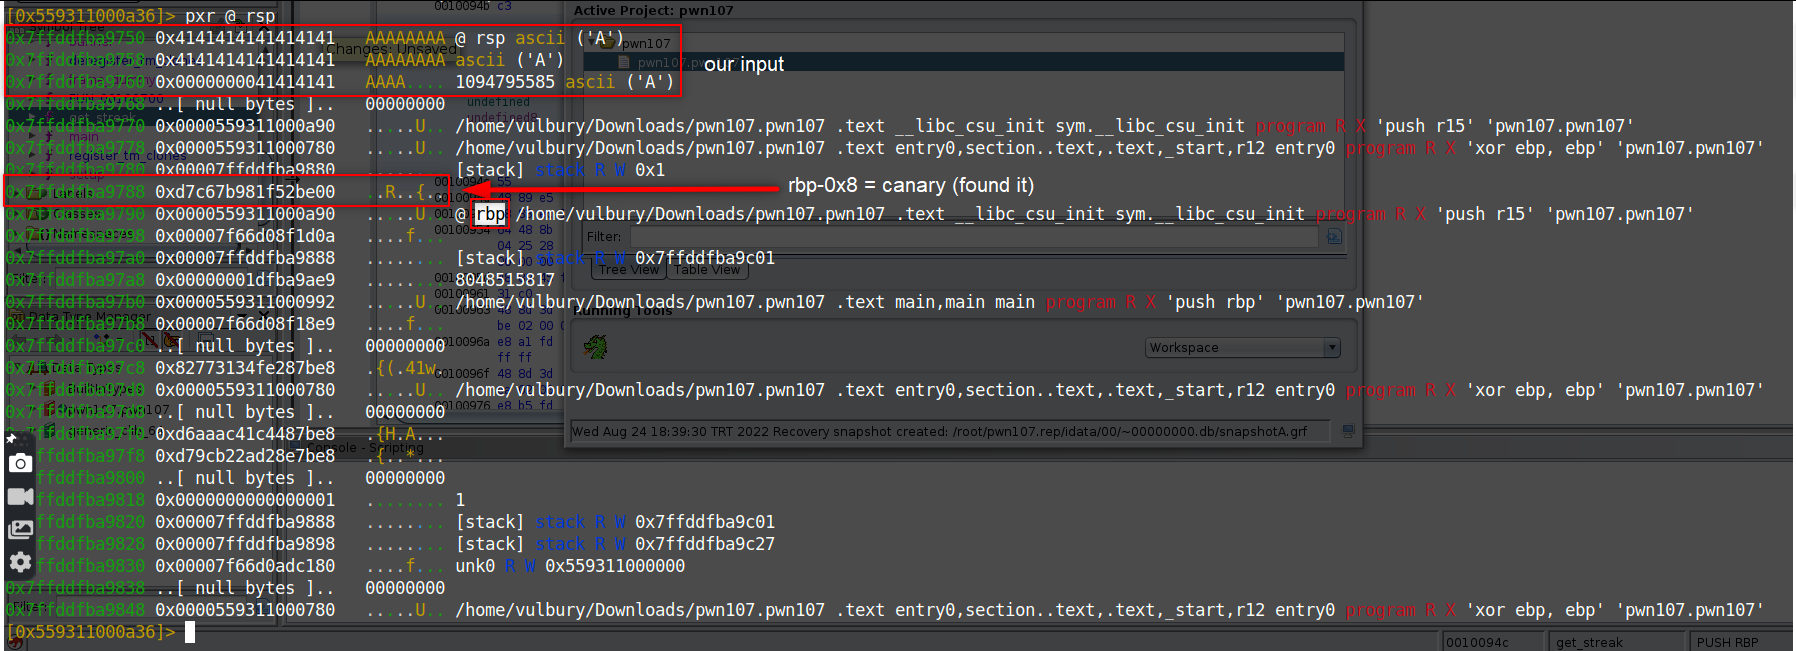 0010094b c3
Active Project: pwn107
[0x559311000a36]> pxr @ rsp
0x7ffddfba9750 0x4141414141414141 AAAAAAAA @ rsp ascii ('A')
pwn107
0x7ffddfba9758 0x4141414141414141 AAAAAAAA ascii ('A')
our input
0x7ffddfba9760 0x0000000041414141 AAAA.... 1094795585 ascii ('A')
0x7ffddfba9768 ..[ null bytes ].. 00000000
undefined
0x7ffddfba9770 0x0000559311000a90 .....U.. /home/vulbury/Downloads/pwn107.pwn107 .text __libc_csu_init sym.__libc_csu_init program R X 'push r15' 'pwn107.pwn107'
0x7ffddfba9778 0x0000559311000780 .....U.. /home/vulbury/Downloads/pwn107.pwn107 .text entry0,section..text,.text,_start,r12 entry0 program R X 'xor ebp, ebp' 'pwn107.pwn107'
0x7ffddfba9780 0x00007ffddfba9880 ........ [stack] stack R W 0x1
0x7ffddfba9788 0xd7c67b981f52be00 ..R..{..
rbp-0x8 = canary (found it)
0x7ffddfba9790 0x0000559311000a90 .....U.. @ rbp /home/vulbury/Downloads/pwn107.pwn107 .text __libc_csu_init sym.__libc_csu_init program R X 'push r15' 'pwn107.pwn107'
0x7ffddfba9798 0x00007f66d08f1d0a ....f...
Filter:
0x7ffddfba97a0 0x00007ffddfba9888 ........ [stack] stack R W 0x7ffddfba9c01
Tree View Table View
0x7ffddfba97a8 0x00000001dfba9ae9 ........ 8048515817
0x7ffddfba97b0 0x0000559311000992 .....U.. /home/vulbury/Downloads/pwn107.pwn107 .text main,main main program R X 'push rbp' 'pwn107.pwn107'
Running Tools
0x7ffddfba97b8 0x00007f66d08f18e9 ....f...
0x7ffddfba97c0 ..[ null bytes ].. 00000000
Workspace
0x7ffddfba97c8 0x82773134fe287be8 .{(.41w.
0x7ffddfba97d0 0x0000559311000780 .....U.. /home/vulbury/Downloads/pwn107.pwn107 .text entry0,section..text,.text,_start,r12 entry0 program R X 'xor ebp, ebp' 'pwn107.pwn107'
0x7ffddfba97d8 ..[ null bytes ].. 00000000
0x7ffddfba97f0 0xd6aaac41c4487be8 .{H.A...
Wed Aug 24 18:39:30 TRT 2022 Recovery snapshot created: /root/pwn107.rep/idata/00/~00000000.db/snapshotA.grf
0x7ffddfba97f8 0xd79cb22ad28e7be8 .{..*...
Console - Scripting
0x7ffddfba9800 ..[ null bytes ].. 00000000
0x7ffddfba9818 0x0000000000000001 ........ 1
0x7ffddfba9820 0x00007ffddfba9888 ........ [stack] stack R W 0x7ffddfba9c01
0x7ffddfba9828 0x00007ffddfba9898 ........ [stack] stack R W 0x7ffddfba9c27
0x7ffddfba9830 0x00007f66d0adc180 ....f... unk0 R W 0x559311000000
0x7ffddfba9838 ..[ null bytes ].. 00000000
0x7ffddfba9848 0x0000559311000780 .....U.. /home/vulbury/Downloads/pwn107.pwn107 .text entry0,section..text,.text,_start,r12 entry0 program R X 'xor ebp, ebp' 'pwn107.pwn107'
[0x559311000a36]>
0010094c get_streak PUSH RBP